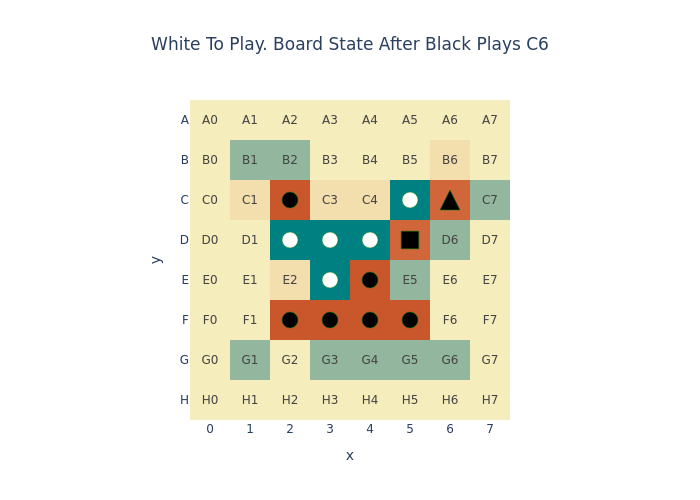 White To Play. Board State After Black Plays C6
A A0 A1 A2 A3 A4 A5 A6 A7
B B0 B1 B2 B3 B4 B5 B6 B7
C C0 C1 C3 C4 C7
D D0 D1 D6 D7
E E0 E1 E2 E5 E6 E7
F F0 F1 F6 F7
G G0 G1 G2 G3 G4 G5 G6 G7
H H0 H1 H2 H3 H4 H5 H6 H7
0 1 2 3 4 5 6 7
x
y